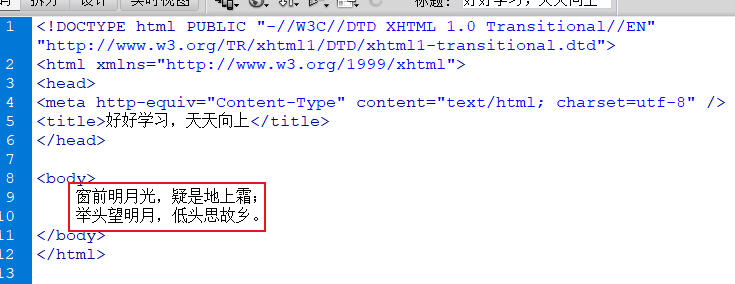 拆分 设计 实时视图 标题: 好好学习，天天向上
1 <!DOCTYPE html PUBLIC "-//W3C//DTD XHTML 1.0 Transitional//EN"
"http://www.w3.org/TR/xhtml1/DTD/xhtml1-transitional.dtd">
2 <html xmlns="http://www.w3.org/1999/xhtml">
3 <head>
4 <meta http-equiv="Content-Type" content="text/html; charset=utf-8" />
5 <title>好好学习，天天向上</title>
6 </head>
7
8 <body>
9 窗前明月光，疑是地上霜；
10 举头望明月，低头思故乡。
11 </body>
12 </html>
13